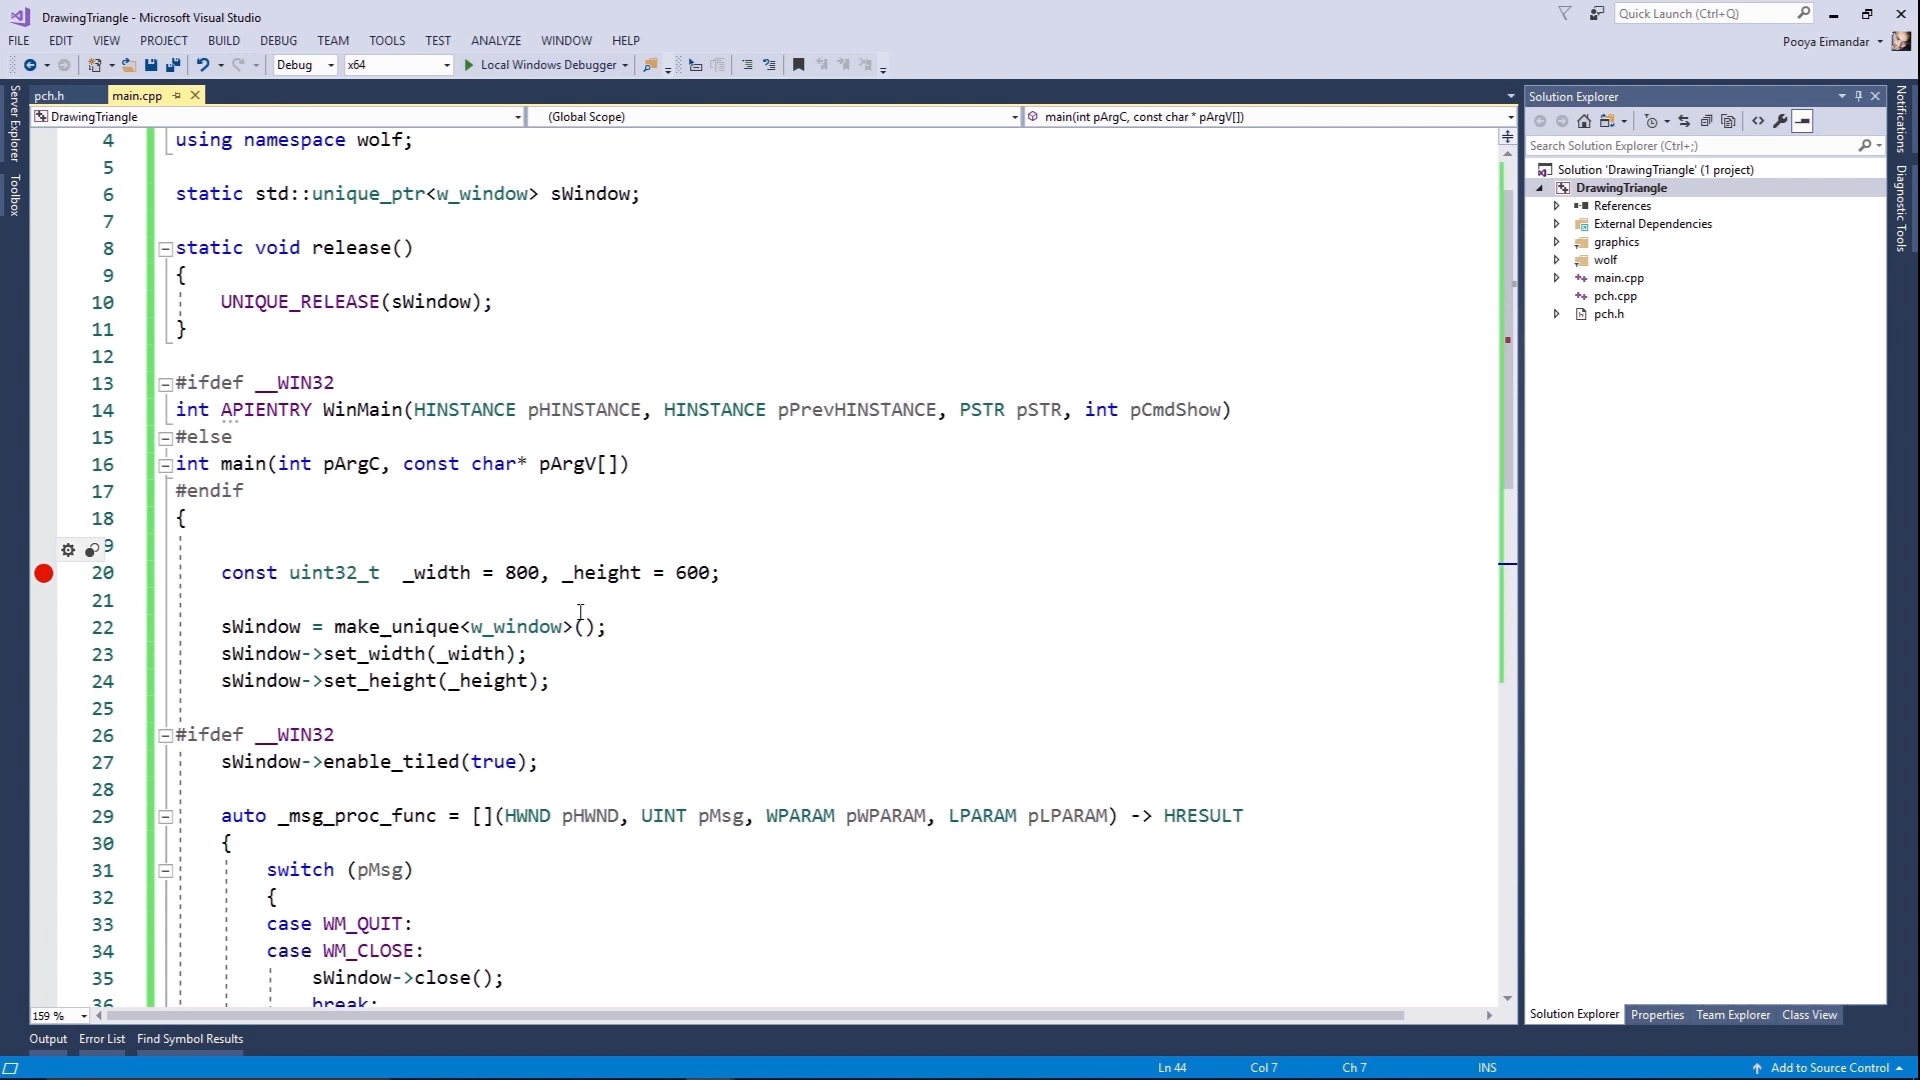 DrawingTriangle - Microsoft Visual Studio
Quick Launch (Ctrl+Q)
FILE EDIT VIEW PROJECT BUILD DEBUG TEAM TOOLS TEST ANALYZE WINDOW HELP
Pooya Eimandar
Debug x64 Local Windows Debugger
Server Explorer
Toolbox
pch.h main.cpp
DrawingTriangle (Global Scope) main(int pArgC, const char * pArgV[])
4 using namespace wolf;
5
6 static std::unique_ptr<w_window> sWindow;
7
8 static void release()
9 {
10 UNIQUE_RELEASE(sWindow);
11 }
12
13 #ifdef __WIN32
14 int APIENTRY WinMain(HINSTANCE pHINSTANCE, HINSTANCE pPrevHINSTANCE, PSTR pSTR, int pCmdShow)
15 #else
16 int main(int pArgC, const char* pArgV[])
17 #endif
18 {
9
20 const uint32_t  _width = 800, _height = 600;
21
22 sWindow = make_unique<w_window>();
23 sWindow->set_width(_width);
24 sWindow->set_height(_height);
25
26 #ifdef __WIN32
27 sWindow->enable_tiled(true);
28
29 auto _msg_proc_func = [](HWND pHWND, UINT pMsg, WPARAM pWPARAM, LPARAM pLPARAM) -> HRESULT
30 {
31 switch (pMsg)
32 {
33 case WM_QUIT:
34 case WM_CLOSE:
35 sWindow->close();
36 break;
159 %
Solution Explorer
Search Solution Explorer (Ctrl+;)
Solution 'DrawingTriangle' (1 project)
DrawingTriangle
References
External Dependencies
graphics
wolf
main.cpp
pch.cpp
pch.h
Solution Explorer Properties Team Explorer Class View
Notifications
Diagnostic Tools
Output Error List Find Symbol Results
Ln 44 Col 7 Ch 7 INS Add to Source Control